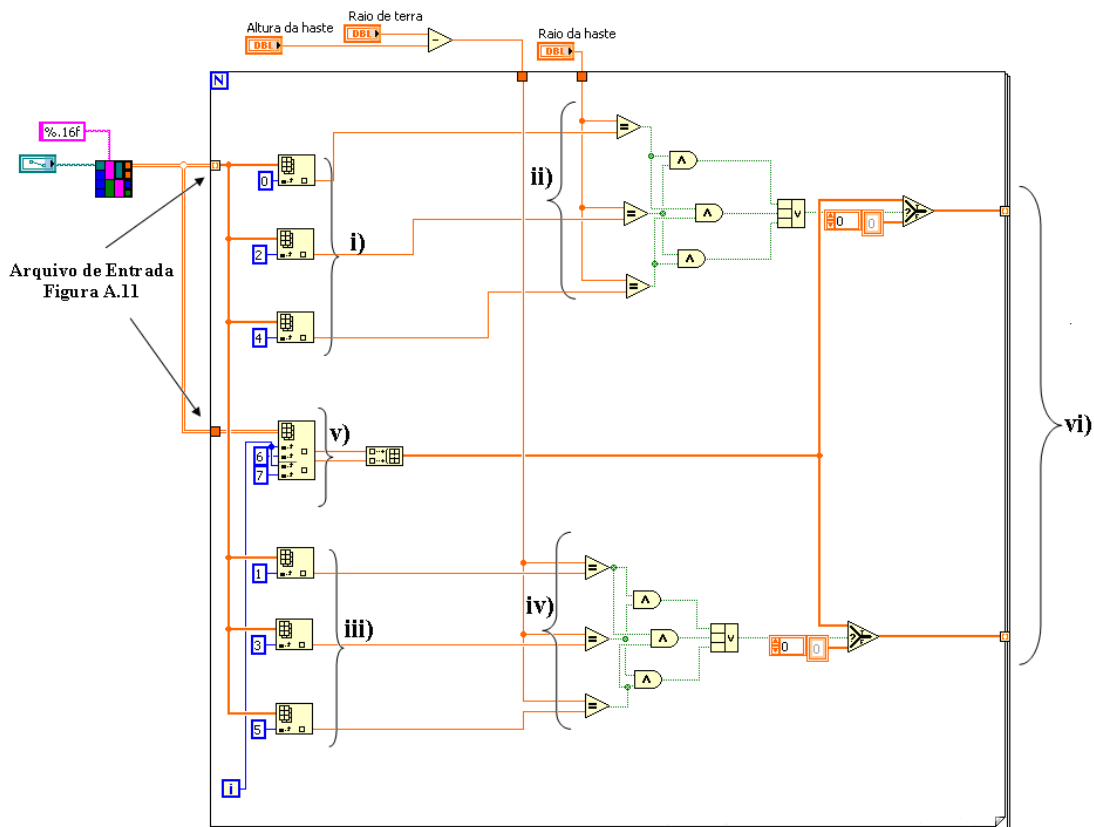 Raio de terra
Altura da haste
DBL
DBL
Raio da haste
DBL
N
%.16f
0
i)
2
4
ii)
=
=
=
∧
∧
∧
∨
0
0
?
T
F
Arquivo de Entrada
Figura A.11
v)
6
7
vi)
1
iii)
3
5
iv)
=
=
=
∧
∧
∧
∨
0
0
?
T
F
i